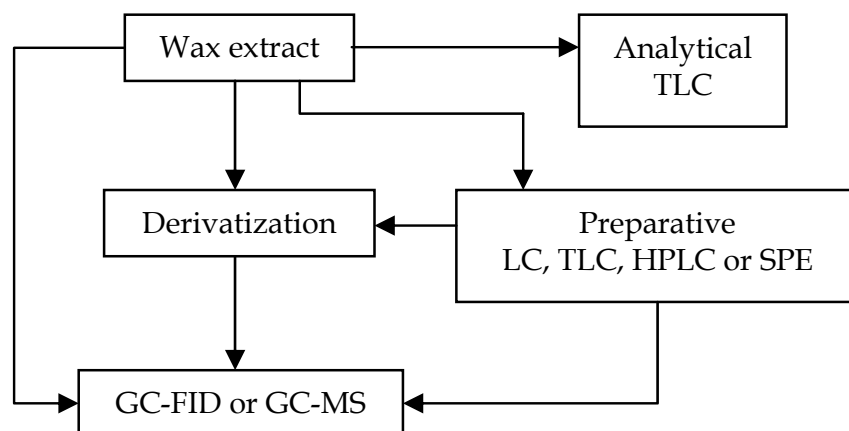 Wax extract
Analytical
TLC
Derivatization
Preparative
LC, TLC, HPLC or SPE
GC-FID or GC-MS